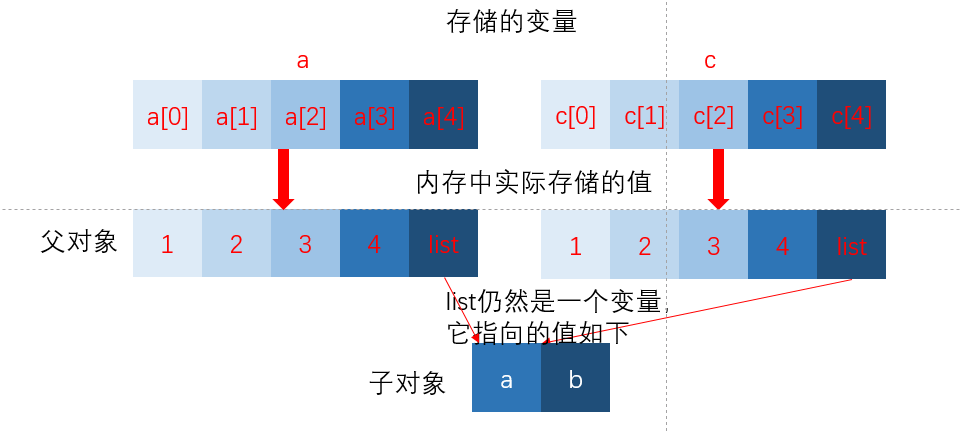 存储的变量
a
c
a[0] a[1] a[2] a[3] a[4]
c[0] c[1] c[2] c[3] c[4]
内存中实际存储的值
父对象
1 2 3 4 list
1 2 3 4 list
list仍然是一个变量,
它指向的值如下
子对象
a b